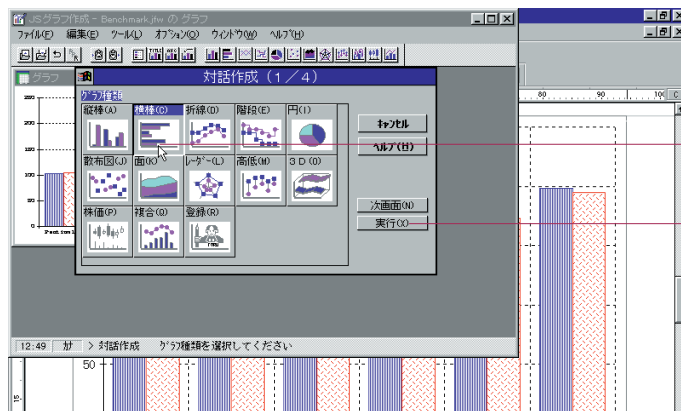 JSグラフ作成 - Benchmark.jfw の グラフ
ファイル(F) 編集(E) ツール(L) オプション(O) ウィンドウ(W) ヘルプ(H)
グラフ
対話作成(1/4)
グラフ種類
縦棒(A) 横棒(C) 折線(D) 階段(E) 円(I)
キャンセル
ヘルプ(H)
散布図(J) 面(K) レーダー(L) 高低(M) 3D(O)
株価(P) 複合(Q) 登録(R)
次画面(N)
実行(X)
80 90 100
12:49 カナ > 対話作成 グラフ種類を選択してください
50
15